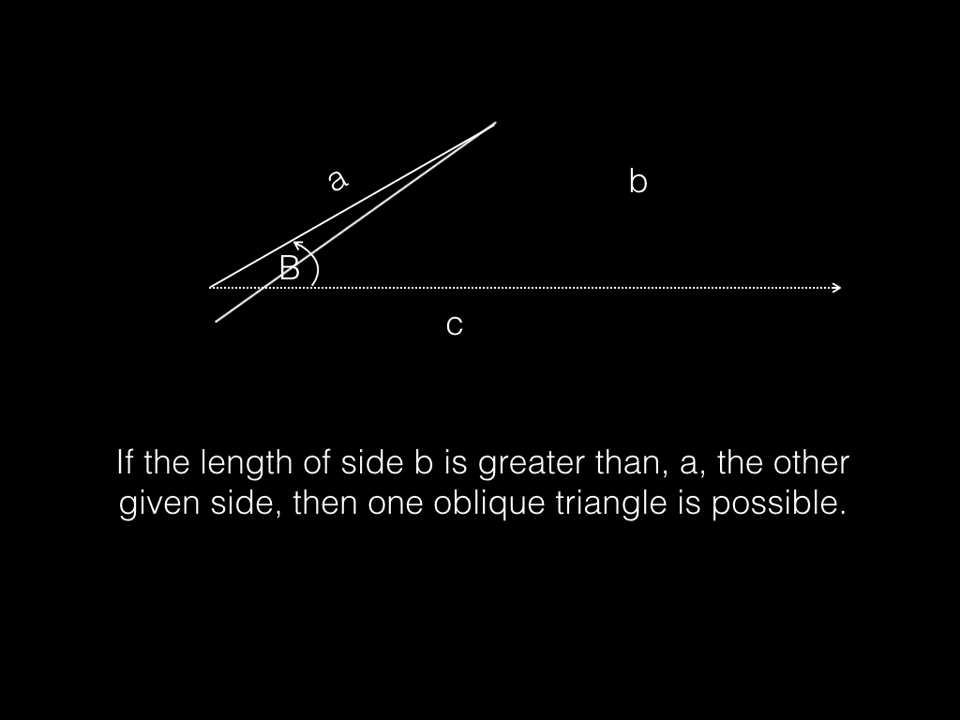 a
b
B
c
If the length of side b is greater than, a, the other
given side, then one oblique triangle is possible.